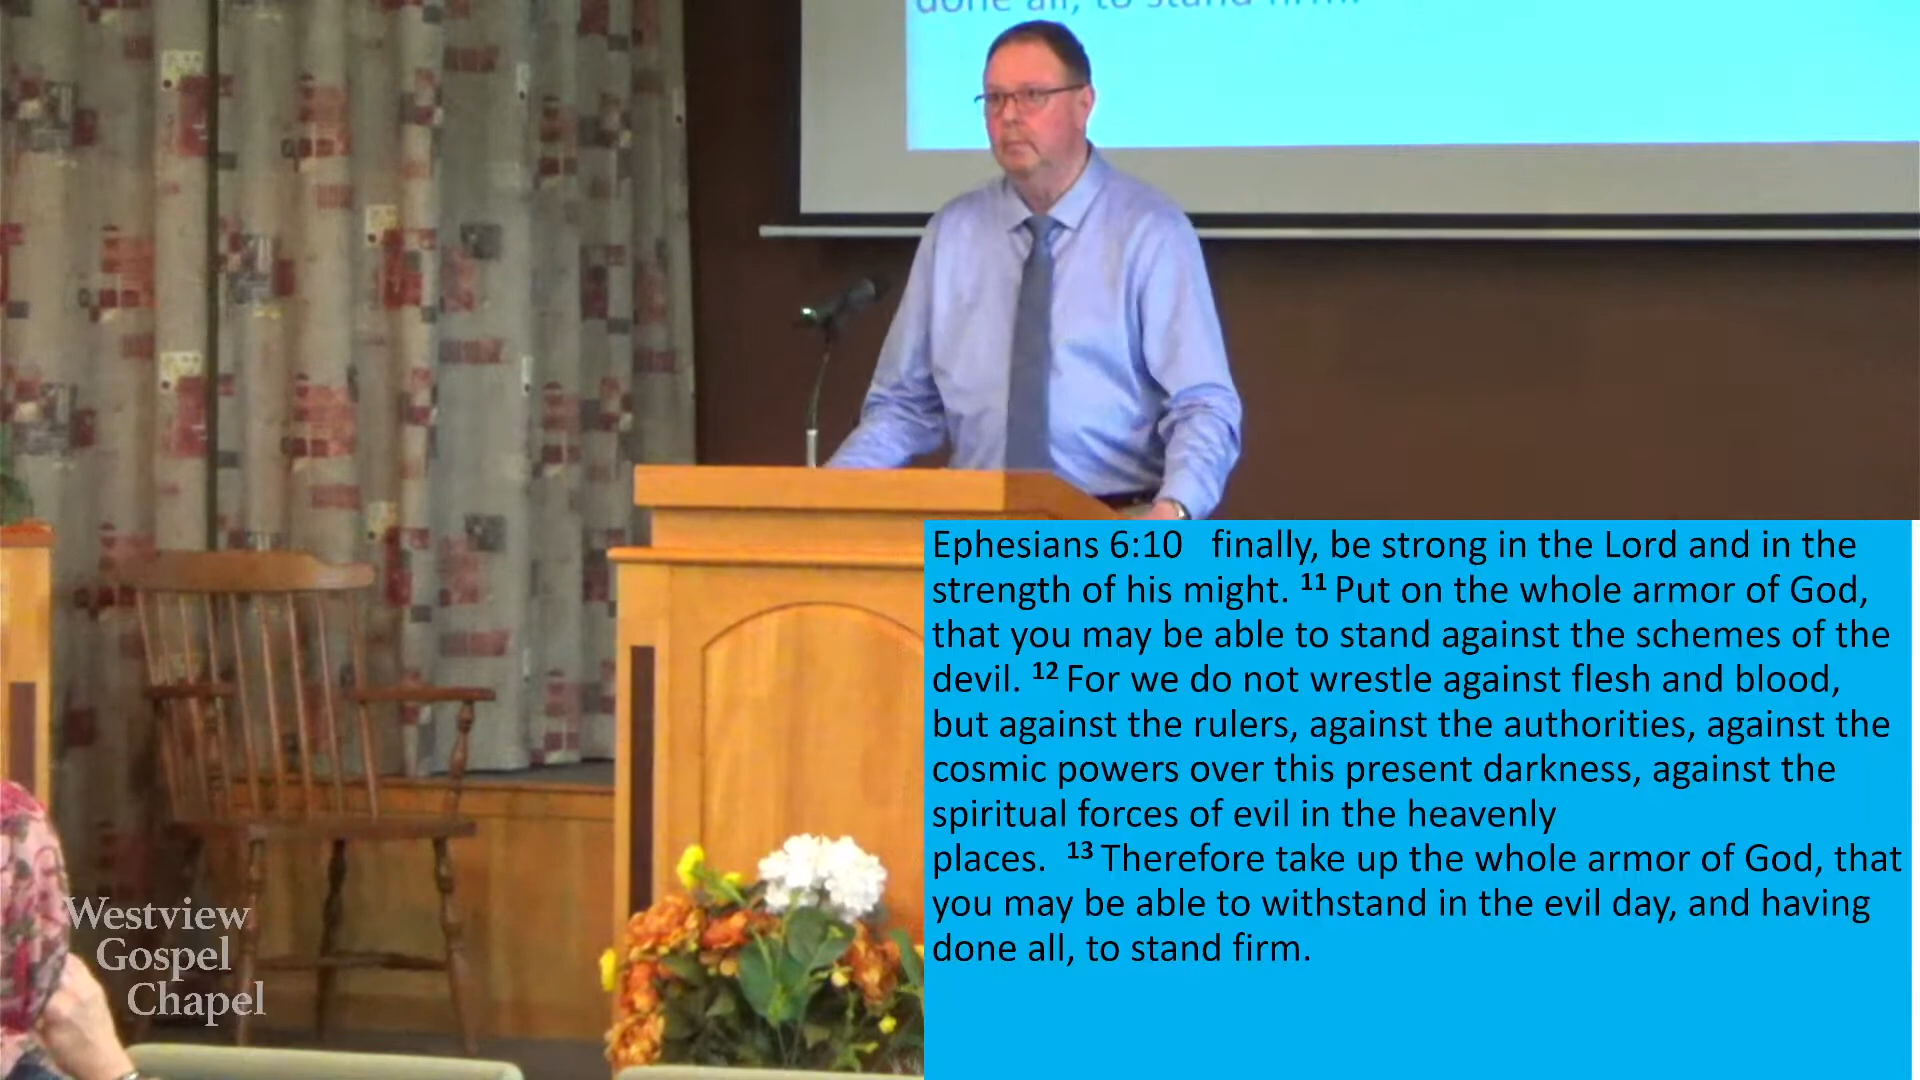 done all, to stand firm.
Ephesians 6:10 finally, be strong in the Lord and in the
strength of his might. 11 Put on the whole armor of God,
that you may be able to stand against the schemes of the
devil. 12 For we do not wrestle against flesh and blood,
but against the rulers, against the authorities, against the
cosmic powers over this present darkness, against the
spiritual forces of evil in the heavenly
places. 13 Therefore take up the whole armor of God, that
you may be able to withstand in the evil day, and having
done all, to stand firm.
Westview
Gospel
Chapel